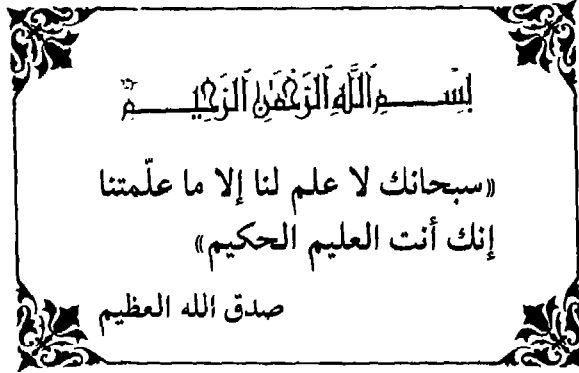 بِسْمِ اللَّهِ الرَّحْمَٰنِ الرَّحِيمِ
«سبحانك لا علم لنا إلا ما علّمتنا
إنك أنت العليم الحكيم»
صدق الله العظيم